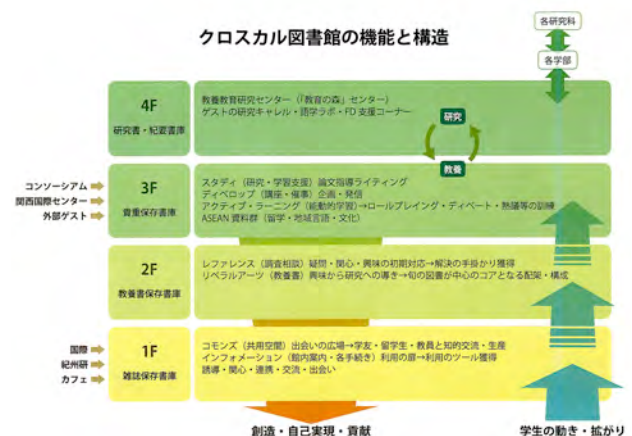 クロスカル図書館の機能と構造
各研究科
各学部
4F
研究書・紀要書庫
教養教育研究センター(「教育の森」センター)
ゲストの研究キャレル・語学ラボ・FD支援コーナー
研究
教養
コンソーシアム
関西国際センター
外部ゲスト
3F
貴重保存書庫
スタディ(研究・学習支援)論文指導ライティング
ディベロップ(講座・催事)企画・発信
アクティブ・ラーニング(能動的学習)→ロールプレイング・ディベート・熟議等の訓練
ASEAN 資料群(留学・地域言語・文化)
2F
教養書保存書庫
レファレンス(調査相談)疑問・関心・興味の初期対応→解決の手掛かり獲得
リベラルアーツ(教養書)興味から研究への導き→旬の図書が中心のコアとなる配架・構成
国際
紀州研
カフェ
1F
雑誌保存書庫
コモンズ(共用空間)出会いの広場→学友・留学生・教員と知的交流・生産
インフォメーション(館内案内・各手続き)利用の扉→利用のツール獲得
誘導・関心・連携・交流・出会い
創造・自己実現・貢献
学生の動き・拡がり